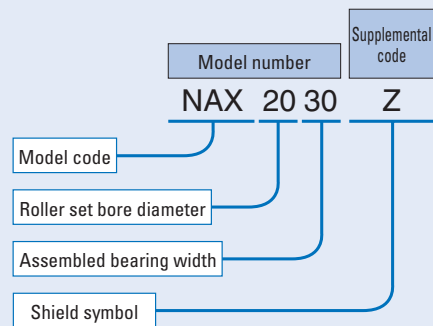 Supplemental
code
Model number
NAX 20 30 Z
Model code
Roller set bore diameter
Assembled bearing width
Shield symbol